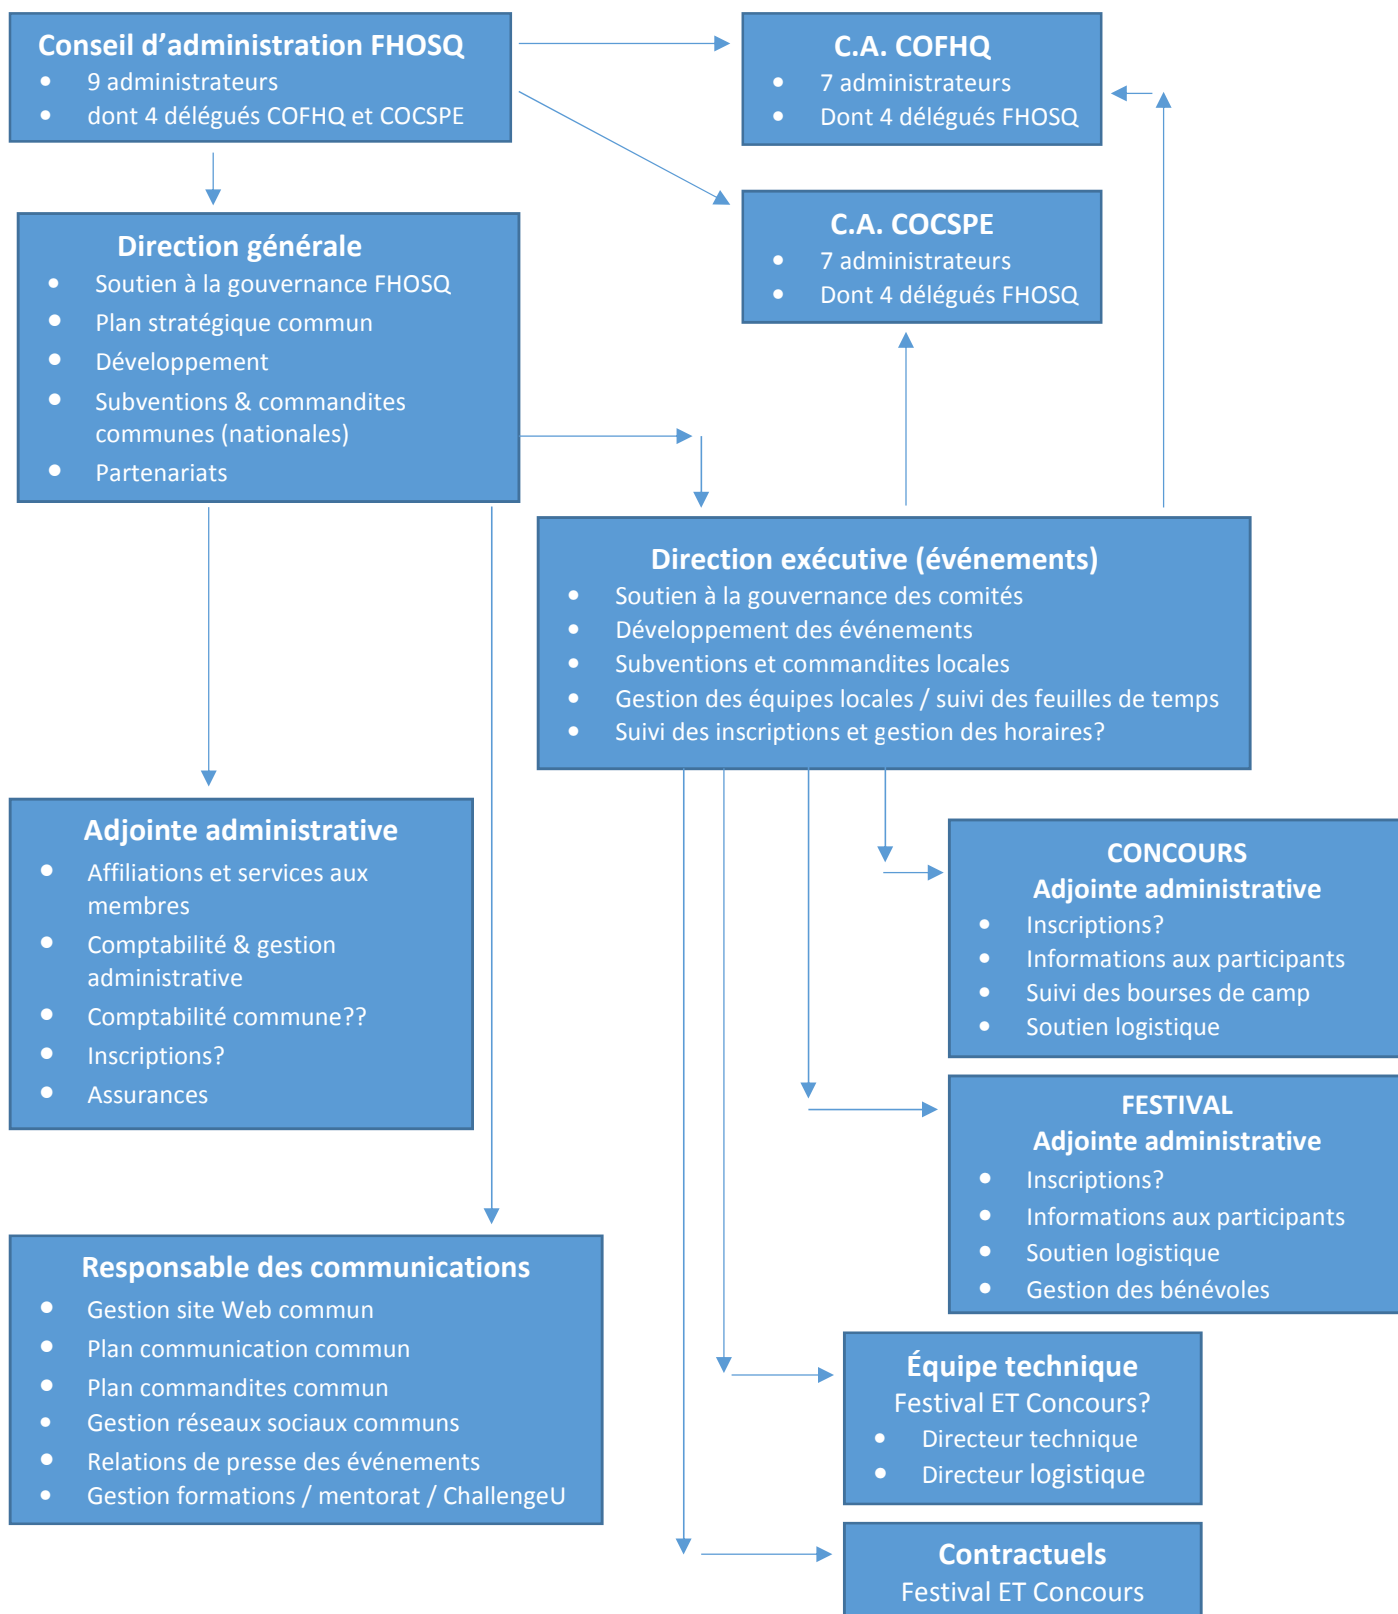 Conseil d’administration FHOSQ
• 9 administrateurs
• dont 4 délégués COFHQ et COCSPE
C.A. COFHQ
• 7 administrateurs
• Dont 4 délégués FHOSQ
C.A. COCSPE
• 7 administrateurs
• Dont 4 délégués FHOSQ
Direction générale
• Soutien à la gouvernance FHOSQ
• Plan stratégique commun
• Développement
• Subventions & commandites
communes (nationales)
• Partenariats
Direction exécutive (événements)
• Soutien à la gouvernance des comités
• Développement des événements
• Subventions et commandites locales
• Gestion des équipes locales / suivi des feuilles de temps
• Suivi des inscriptions et gestion des horaires?
Adjointe administrative
• Affiliations et services aux
membres
• Comptabilité & gestion
administrative
• Comptabilité commune??
• Inscriptions?
• Assurances
CONCOURS
Adjointe administrative
• Inscriptions?
• Informations aux participants
• Suivi des bourses de camp
• Soutien logistique
FESTIVAL
Adjointe administrative
• Inscriptions?
• Informations aux participants
• Soutien logistique
• Gestion des bénévoles
Responsable des communications
• Gestion site Web commun
• Plan communication commun
• Plan commandites commun
• Gestion réseaux sociaux communs
• Relations de presse des événements
• Gestion formations / mentorat / ChallengeU
Équipe technique
Festival ET Concours?
• Directeur technique
• Directeur logistique
Contractuels
Festival ET Concours